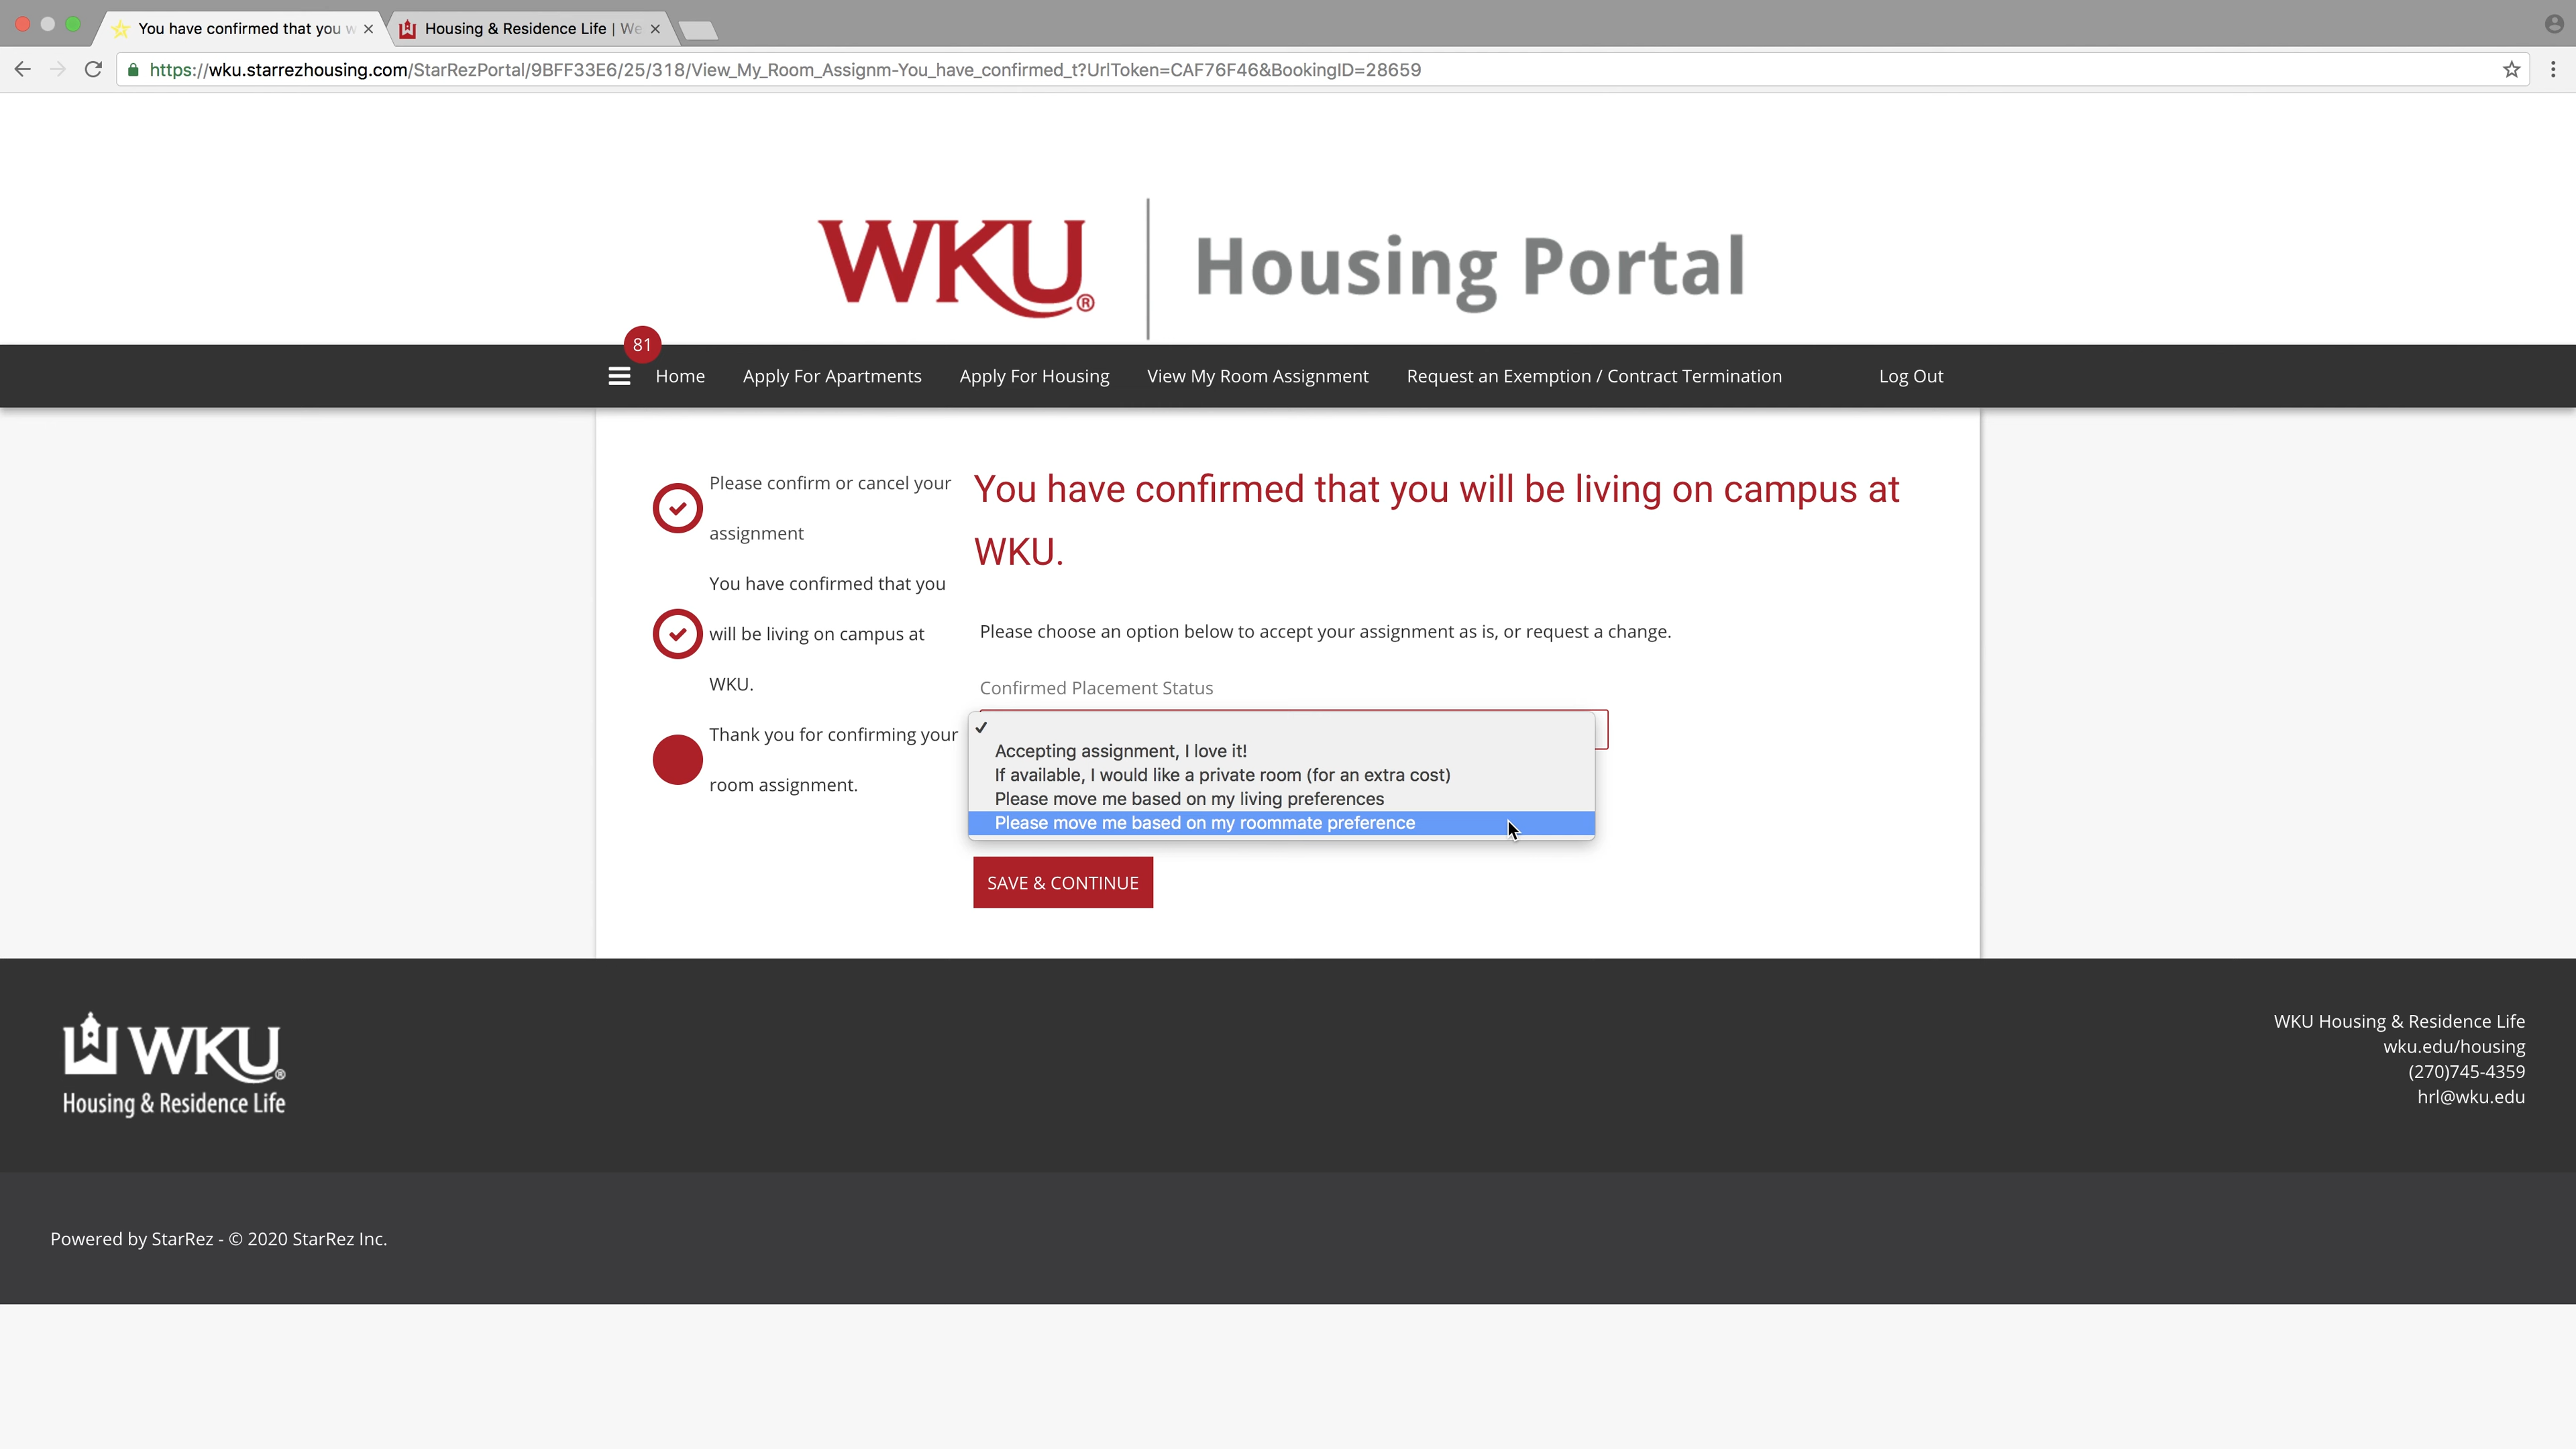 You have confirmed that you w
Housing & Residence Life | We
https://wku.starrezhousing.com/StarRezPortal/9BFF33E6/25/318/View_My_Room_Assignm-You_have_confirmed_t?UrlToken=CAF76F46&BookingID=28659
WKU®
Housing Portal
81
Home
Apply For Apartments
Apply For Housing
View My Room Assignment
Request an Exemption / Contract Termination
Log Out
Please confirm or cancel your
assignment
You have confirmed that you
will be living on campus at
WKU.
Thank you for confirming your
room assignment.
You have confirmed that you will be living on campus at
WKU.
Please choose an option below to accept your assignment as is, or request a change.
Confirmed Placement Status
Accepting assignment, I love it!
If available, I would like a private room (for an extra cost)
Please move me based on my living preferences
Please move me based on my roommate preference
SAVE & CONTINUE
WKU®
Housing & Residence Life
WKU Housing & Residence Life
wku.edu/housing
(270)745-4359
hrl@wku.edu
Powered by StarRez - © 2020 StarRez Inc.